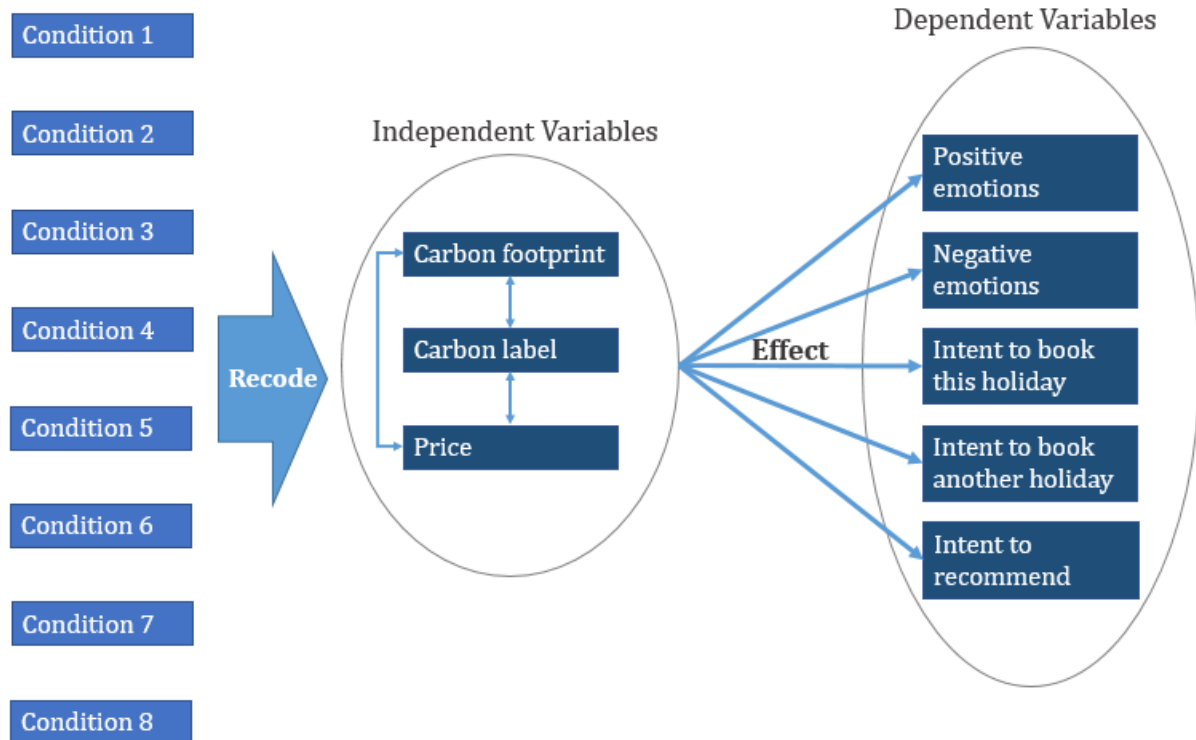 Condition 1
Condition 2
Condition 3
Condition 4
Condition 5
Condition 6
Condition 7
Condition 8
Recode
Independent Variables
Carbon footprint
Carbon label
Price
Effect
Dependent Variables
Positive
emotions
Negative
emotions
Intent to book
this holiday
Intent to book
another holiday
Intent to
recommend